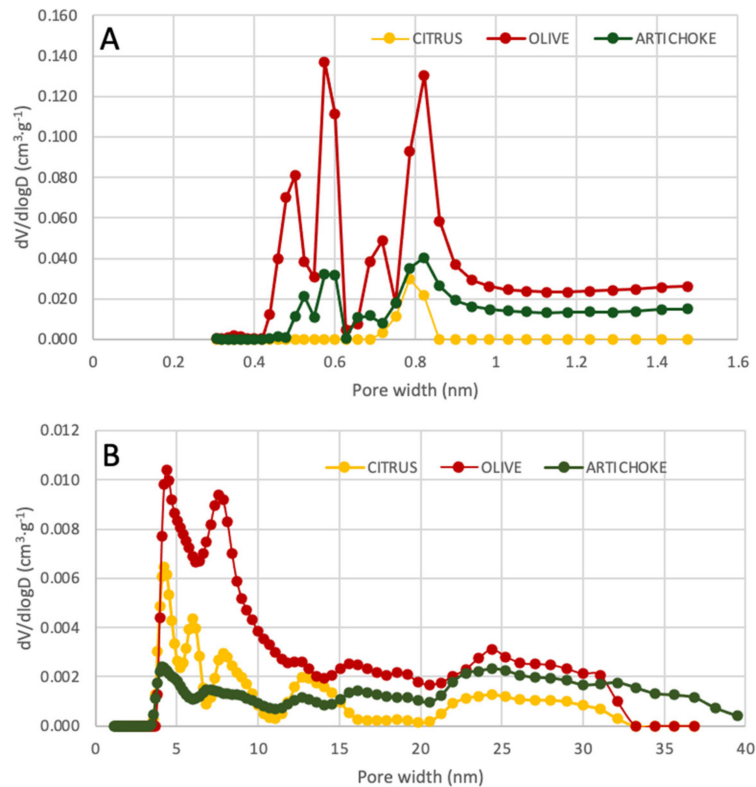 A
CITRUS OLIVE ARTICHOKE
0.160
0.140
0.120
0.100
0.080
0.060
0.040
0.020
0.000
dV/dlogD (cm³·g⁻¹)
0 0.2 0.4 0.6 0.8 1 1.2 1.4 1.6
Pore width (nm)
B
CITRUS OLIVE ARTICHOKE
0.012
0.010
0.008
0.006
0.004
0.002
0.000
dV/dlogD (cm³·g⁻¹)
0 5 10 15 20 25 30 35 40
Pore width (nm)